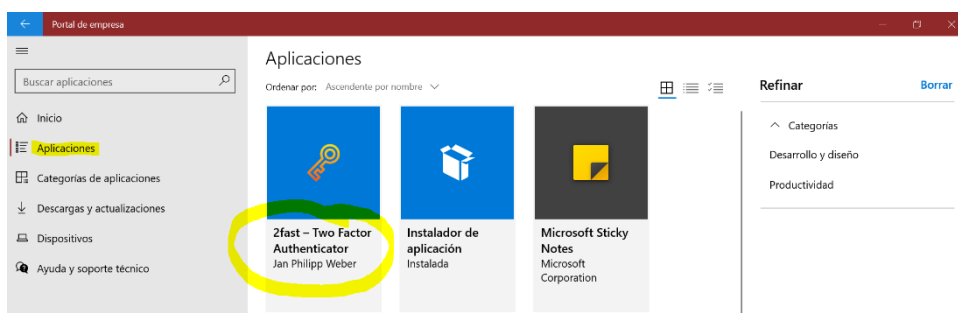 Portal de empresa
Buscar aplicaciones
Inicio
Aplicaciones
Categorías de aplicaciones
Descargas y actualizaciones
Dispositivos
Ayuda y soporte técnico
Aplicaciones
Ordenar por: Ascendente por nombre
2fast – Two Factor
Authenticator
Jan Philipp Weber
Instalador de
aplicación
Instalada
Microsoft Sticky
Notes
Microsoft
Corporation
Refinar
Borrar
Categorías
Desarrollo y diseño
Productividad